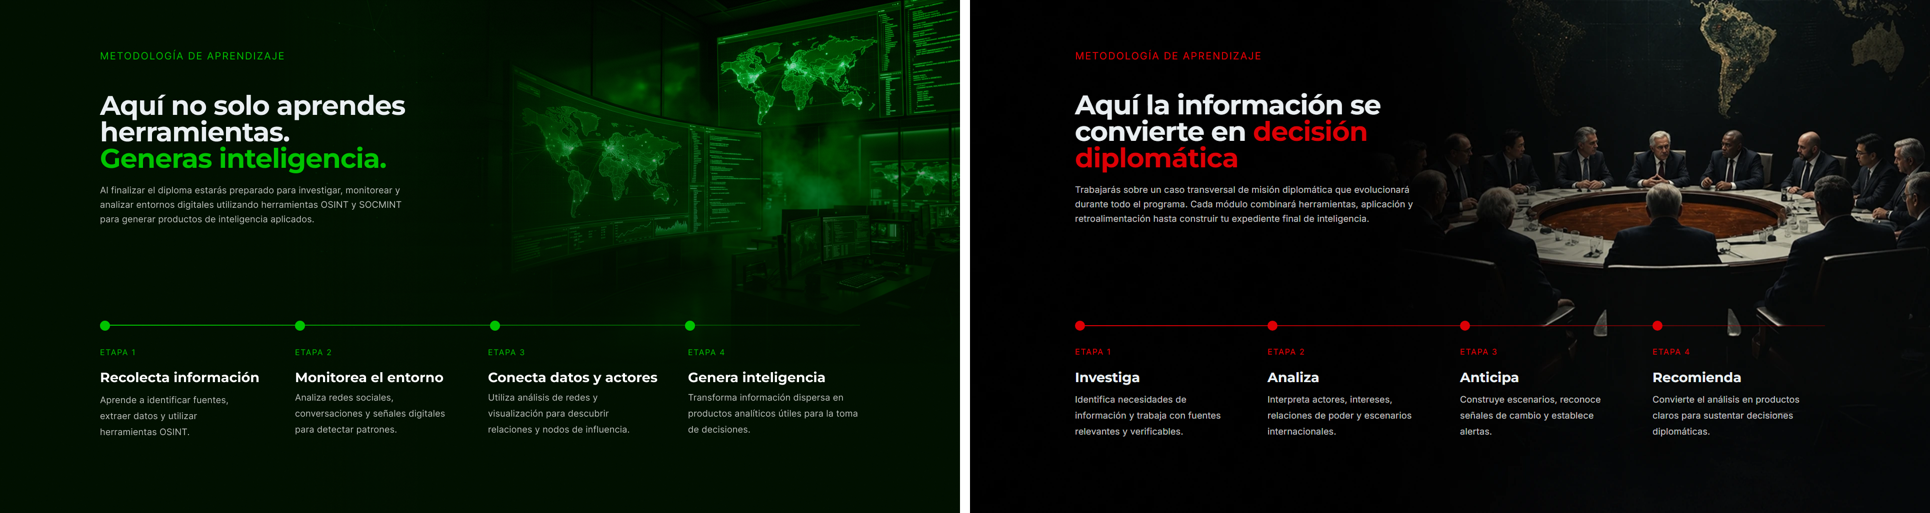 METODOLOGÍA DE APRENDIZAJE
Aquí no solo aprendes
herramientas.
Generas inteligencia.
Al finalizar el diploma estarás preparado para investigar, monitorear y
analizar entornos digitales utilizando herramientas OSINT y SOCMINT
para generar productos de inteligencia aplicados.
ETAPA 1
Recolecta información
Aprende a identificar fuentes,
extraer datos y utilizar
herramientas OSINT.
ETAPA 2
Monitorea el entorno
Analiza redes sociales,
conversaciones y señales digitales
para detectar patrones.
ETAPA 3
Conecta datos y actores
Utiliza análisis de redes y
visualización para descubrir
relaciones y nodos de influencia.
ETAPA 4
Genera inteligencia
Transforma información dispersa en
productos analíticos útiles para la toma
de decisiones.
METODOLOGÍA DE APRENDIZAJE
Aquí la información se
convierte en decisión
diplomática
Trabajarás sobre un caso transversal de misión diplomática que evolucionará
durante todo el programa. Cada módulo combinará herramientas, aplicación y
retroalimentación hasta construir tu expediente final de inteligencia.
ETAPA 1
Investiga
Identifica necesidades de
información y trabaja con fuentes
relevantes y verificables.
ETAPA 2
Analiza
Interpreta actores, intereses,
relaciones de poder y escenarios
internacionales.
ETAPA 3
Anticipa
Construye escenarios, reconoce
señales de cambio y establece
alertas.
ETAPA 4
Recomienda
Convierte el análisis en productos
claros para sustentar decisiones
diplomáticas.